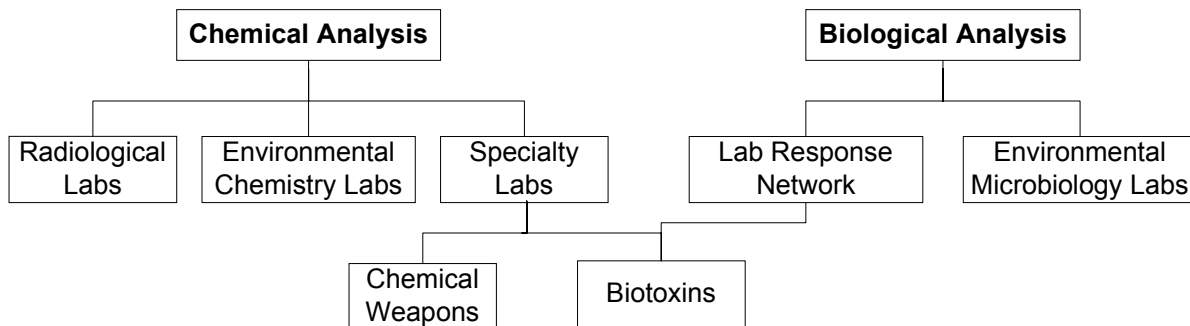 Chemical Analysis
Biological Analysis
Radiological
Labs
Environmental
Chemistry Labs
Specialty
Labs
Lab Response
Network
Environmental
Microbiology Labs
Chemical
Weapons
Biotoxins